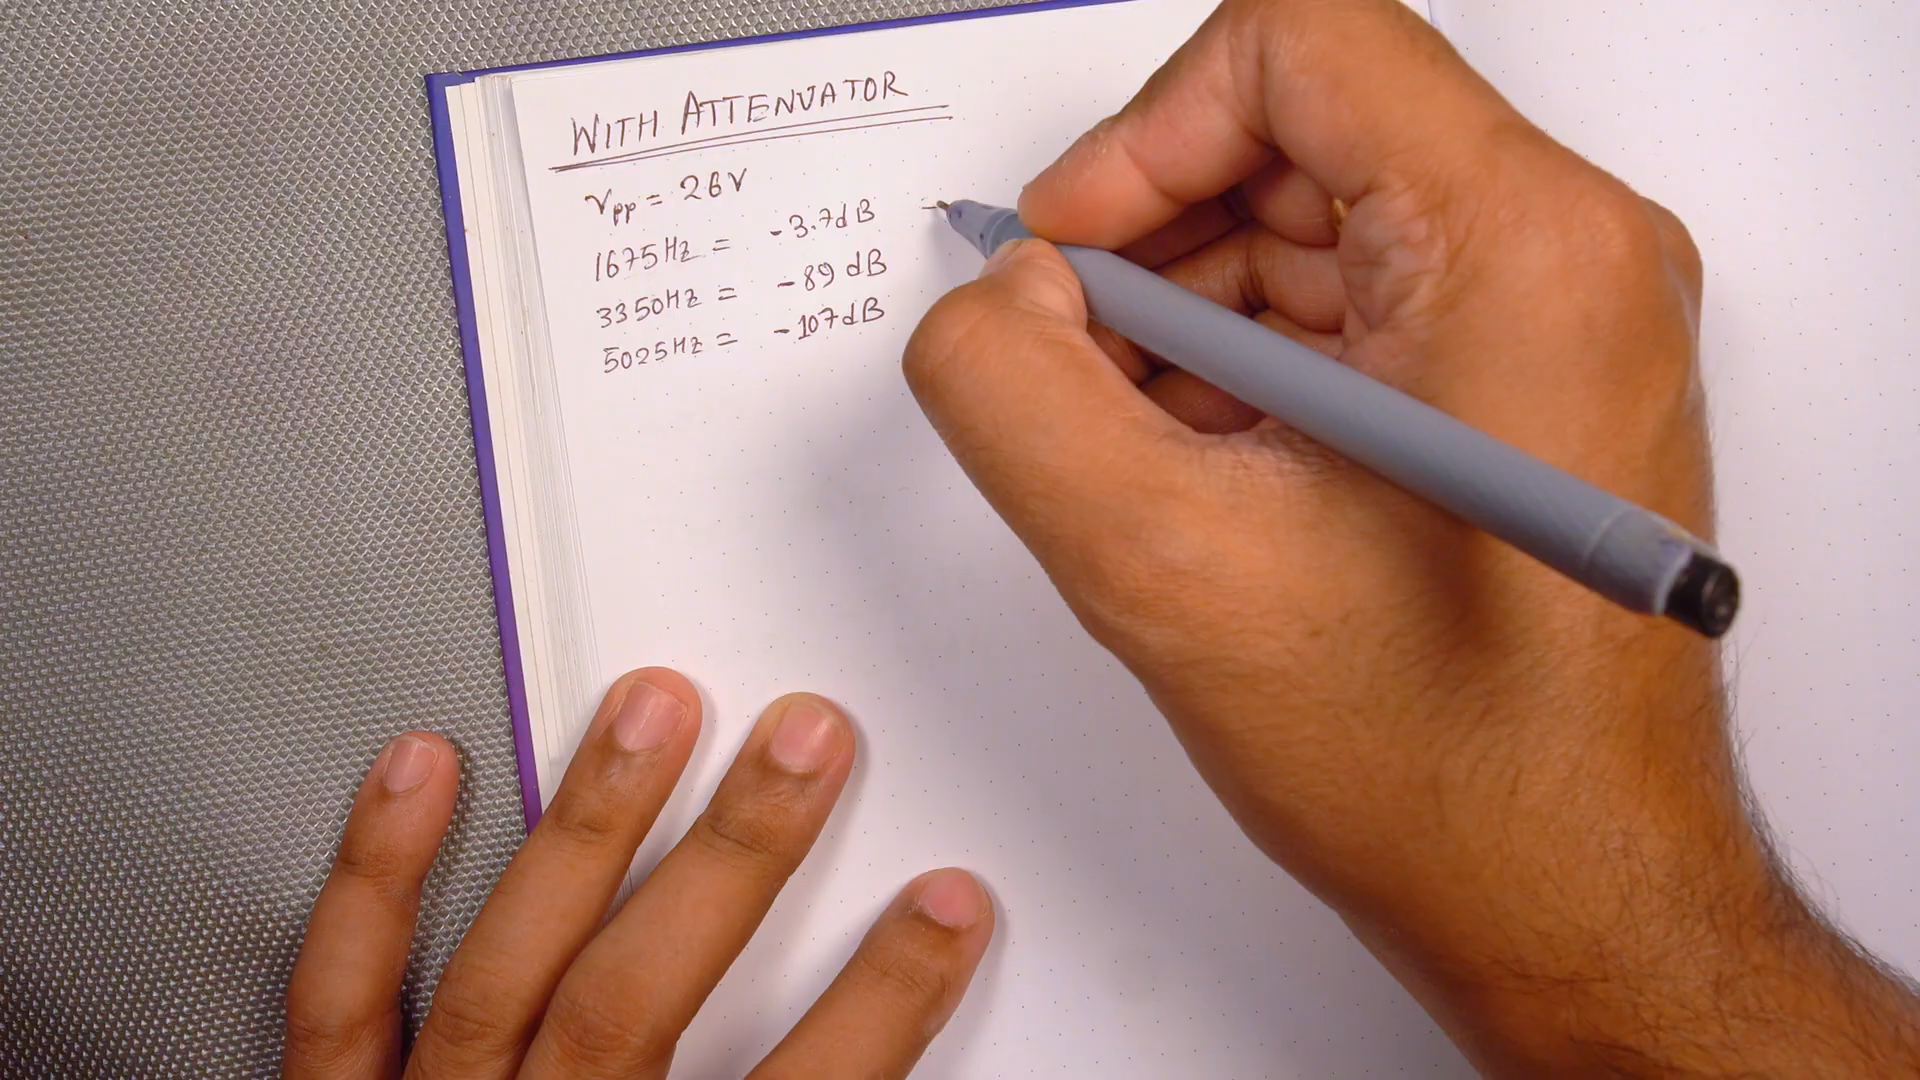 WITH ATTENUATOR
Vpp = 26V
1675Hz = -3.7dB
3350Hz = -89 dB
5025Hz = -107dB